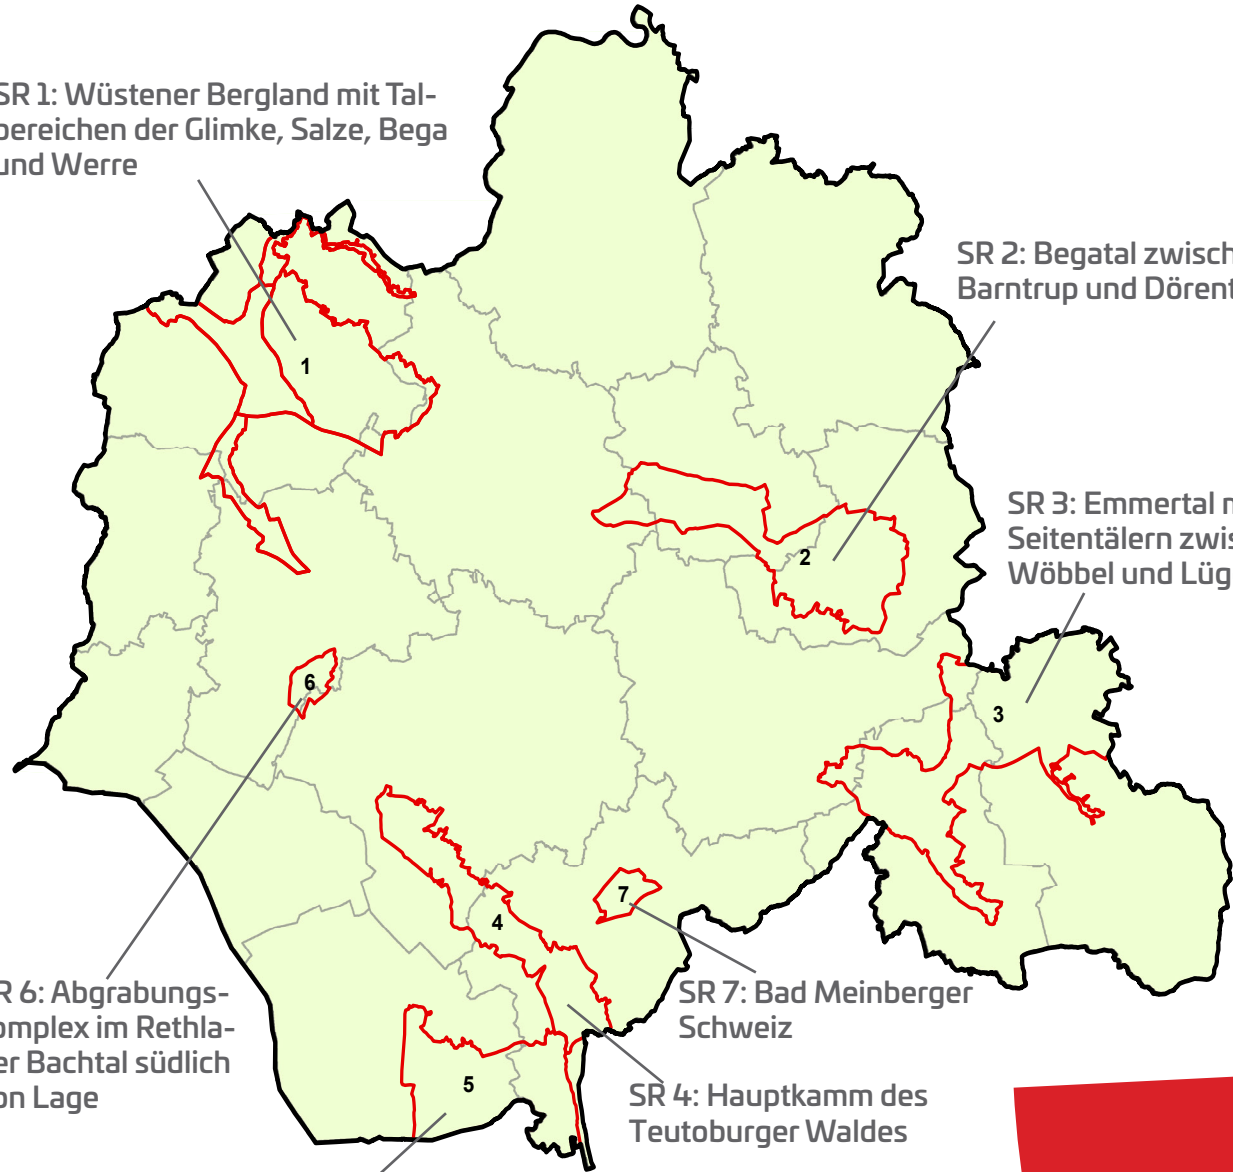 SR 1: Wüstener Bergland mit Tal-
bereichen der Glimke, Salze, Bega
und Werre
SR 2: Begatal zwisch
Barntrup und Dörent
SR 3: Emmertal
Seitentälern zwis
Wöbbel und Lüg
1
2
3
6
7
4
5
R 6: Abgrabungs-
omplex im Rethla-
er Bachtal südlich
on Lage
SR 7: Bad Meinberger
Schweiz
SR 4: Hauptkamm des
Teutoburger Waldes